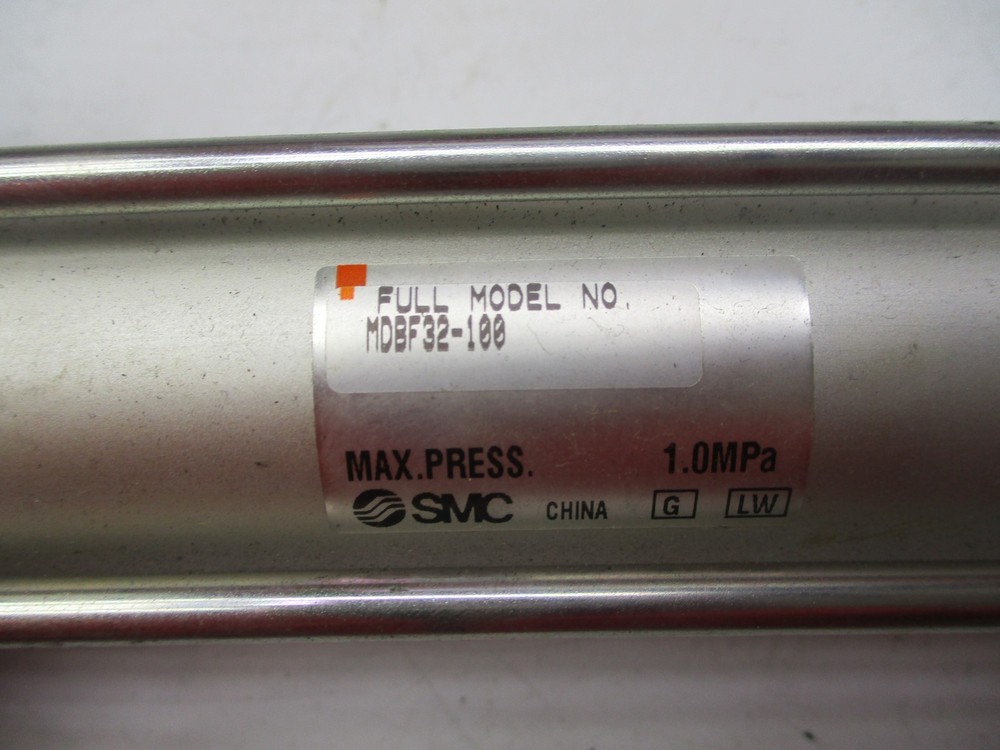 FULL MODEL NO.
MDBF32-100
MAX.PRESS. 1.0MPa
SMC CHINA G LW